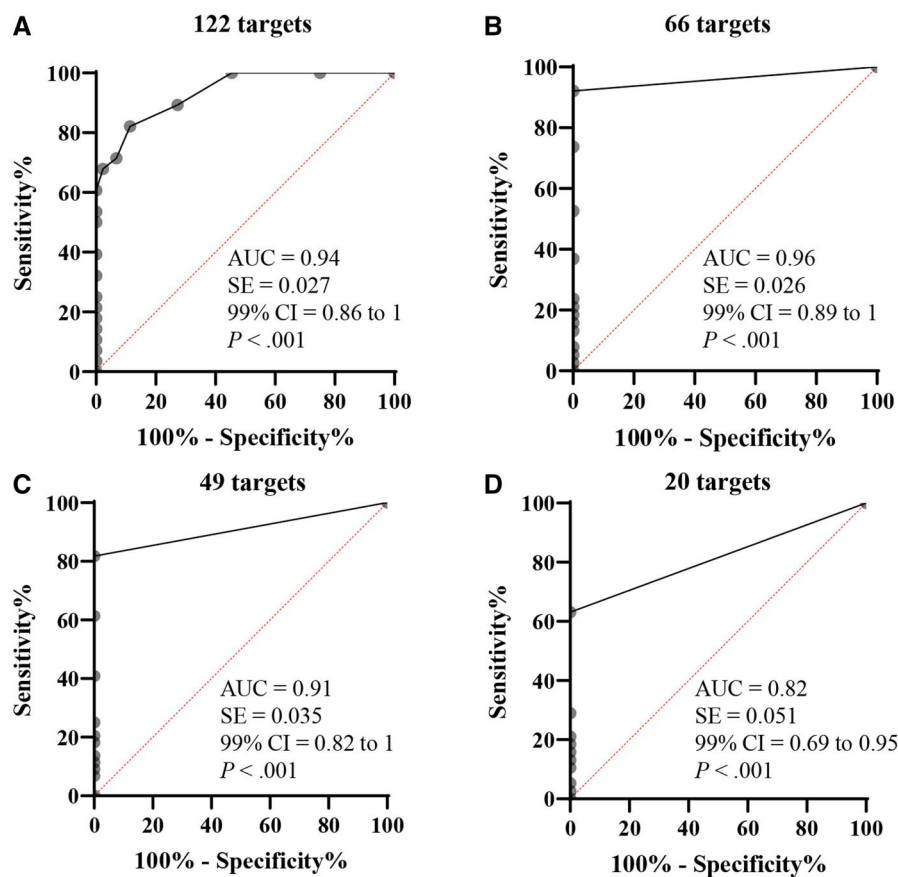 A
122 targets
100
80
60
40
20
0
0 20 40 60 80 100
Sensitivity%
100% - Specificity%
AUC = 0.94
SE = 0.027
99% CI = 0.86 to 1
P < .001
B
66 targets
100
80
60
40
20
0
0 20 40 60 80 100
Sensitivity%
100% - Specificity%
AUC = 0.96
SE = 0.026
99% CI = 0.89 to 1
P < .001
C
49 targets
100
80
60
40
20
0
0 20 40 60 80 100
Sensitivity%
100% - Specificity%
AUC = 0.91
SE = 0.035
99% CI = 0.82 to 1
P < .001
D
20 targets
100
80
60
40
20
0
0 20 40 60 80 100
Sensitivity%
100% - Specificity%
AUC = 0.82
SE = 0.051
99% CI = 0.69 to 0.95
P < .001